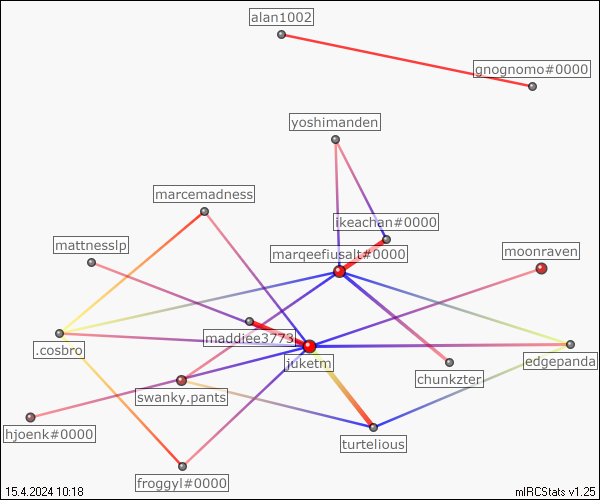 alan1002
gnognomo#0000
yoshimanden
marcemadness
ikeachan#0000
mattnesslp
marqeefiusalt#0000
moonraven
maddiee3773
.cosbro
juketm
edgepanda
chunkzter
swanky.pants
hjoenk#0000
turtelious
froggyl#0000
15.4.2024 10:18
mIRCStats v1.25